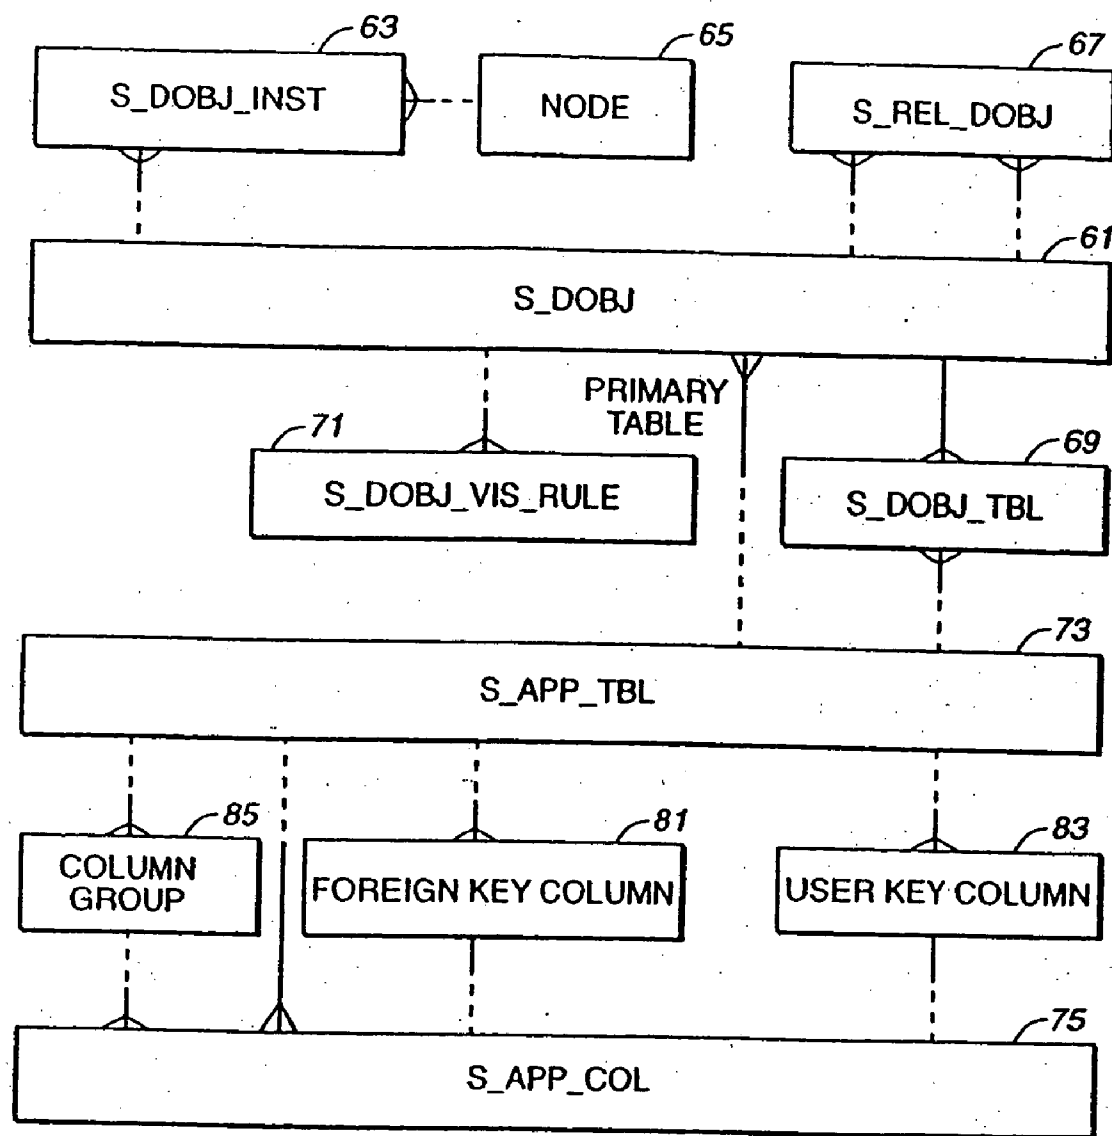 63
65
67
S_DOBJ_INST
NODE
S_REL_DOBJ
61
S_DOBJ
PRIMARY
TABLE
71
69
S_DOBJ_VIS_RULE
S_DOBJ_TBL
73
S_APP_TBL
85
81
83
COLUMN
GROUP
FOREIGN KEY COLUMN
USER KEY COLUMN
75
S_APP_COL